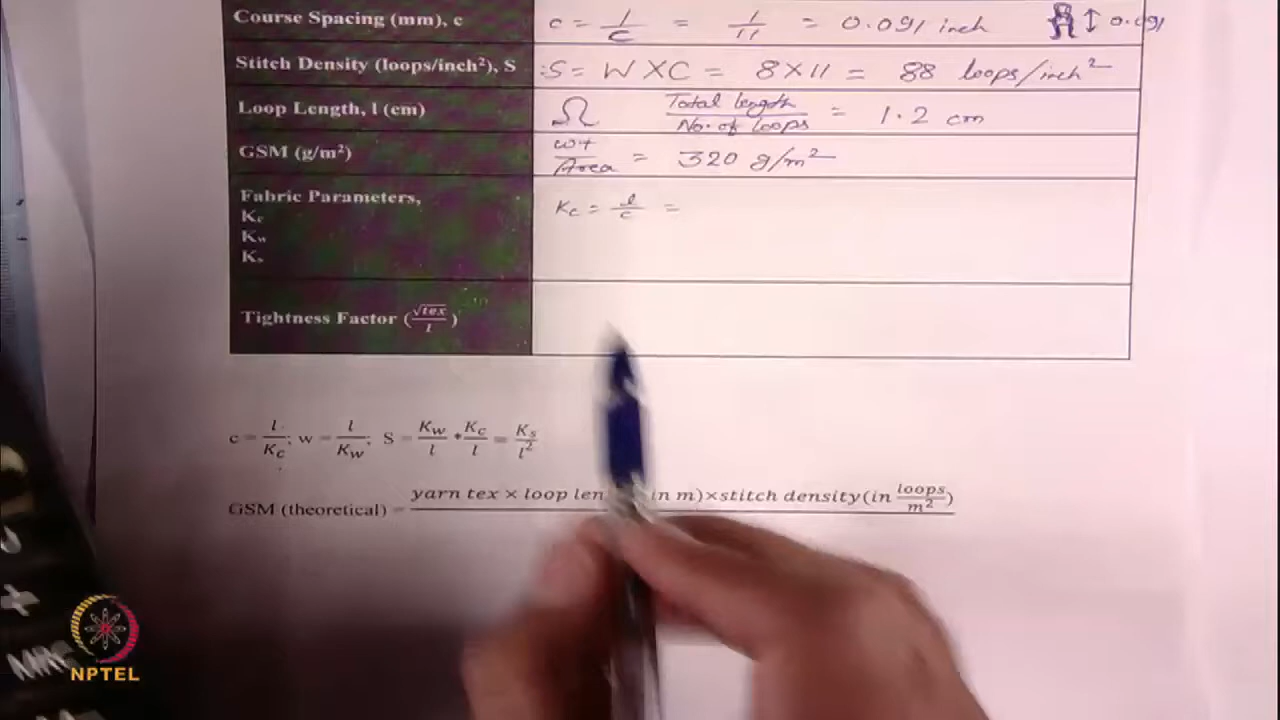 Course Spacing (mm), c c = 1/C = 1/11 = 0.091 inch
Stitch Density (loops/inch²), S :S = W X C = 8 X 11 = 88 loops/inch²
Loop Length, l (cm) Total length / No. of loops = 1.2 cm
GSM (g/m²) wt / Area = 320 g/m²
Fabric Parameters, Kc = l/c =
Kc
Kw
Ks
Tightness Factor (√tex / l)
c = l/Kc; w = l/Kw; S = Kw/l * Kc/l = Ks/l²
GSM (theoretical) = yarn tex × loop len in m)×stitch density(in loops/m²)
NPTEL